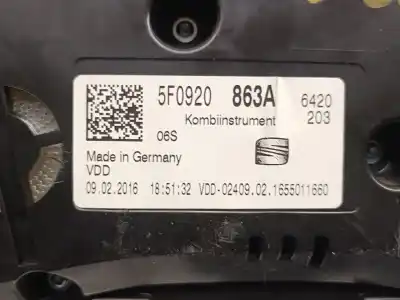 5F0920 863A 6420
Kombiinstrument 203
06S
Made in Germany
VDD
09.02.2016 18:51:32 VDD-02409.02.1655011660